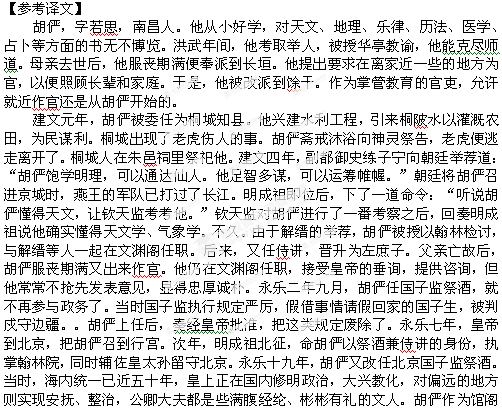 【参考译文】
胡俨，字若思，南昌人。他从小好学，对天文、地理、乐律、历法、医学、
占卜等方面的书无不博览。洪武年间，他考取举人，被授华亭教谕，他能克尽师
道。母亲去世后，他服丧期满便奉派到长垣。他提出要求在离家近一些的地方为
官，以便照顾长辈和家庭。于是，他被改派到馀干。作为掌管教育的官吏，允许
就近作官还是从胡俨开始的。
建文元年，胡俨被委任为桐城知县。他兴建水利工程，引来桐陂水以灌溉农
田，为民谋利。桐城出现了老虎伤人的事。胡俨斋戒沐浴向神灵祭告，老虎便逃
走离开了。桐城人在朱邑祠里祭祀他。建文四年，副都御史练子宁向朝廷举荐道：
“胡俨饱学明理，可以通达仙人。他足智多谋，可以运筹帷幄。”朝廷将胡俨召
进京城时，燕王的军队已打过了长江。明成祖即位后，下了一道命令：“听说胡
俨懂得天文，让钦天监考考他。”钦天监对胡俨进行了一番考察之后，回奏明成
祖说他确实懂得天文学、气象学。不久，由于解缙的举荐，胡俨被授以翰林检讨，
与解缙等人一起在文渊阁任职。后来，又任侍讲，晋升为左庶子。父亲亡故后，
胡俨服丧期满又出来作官。他仍在文渊阁任职，接受皇帝的垂询，提供咨询，但
他常常不抢先发表意见，显得忠厚诚朴。永乐二年九月，胡俨任国子监祭酒，就
不再参与政务了。当时国子监执行规定严厉，假借事情请假回家的国子生，被判
戍守边疆。。胡俨上任后，奏经皇帝批准，把这类规定废除了。永乐七年，皇帝
到北京，把胡俨召到行宫。次年，明成祖北征，命胡俨以祭酒兼侍讲的身份，执
掌翰林院，同时辅佐皇太孙留守北京。永乐十九年，胡俨又改任北京国子监祭酒。
当时，海内统一已近五十年，皇上正在国内修明政治，大兴教化，对偏远的地方
则实现安抚、整治，公卿大夫都是些满腹经纶、彬彬有礼的文人。胡俨作为馆阁